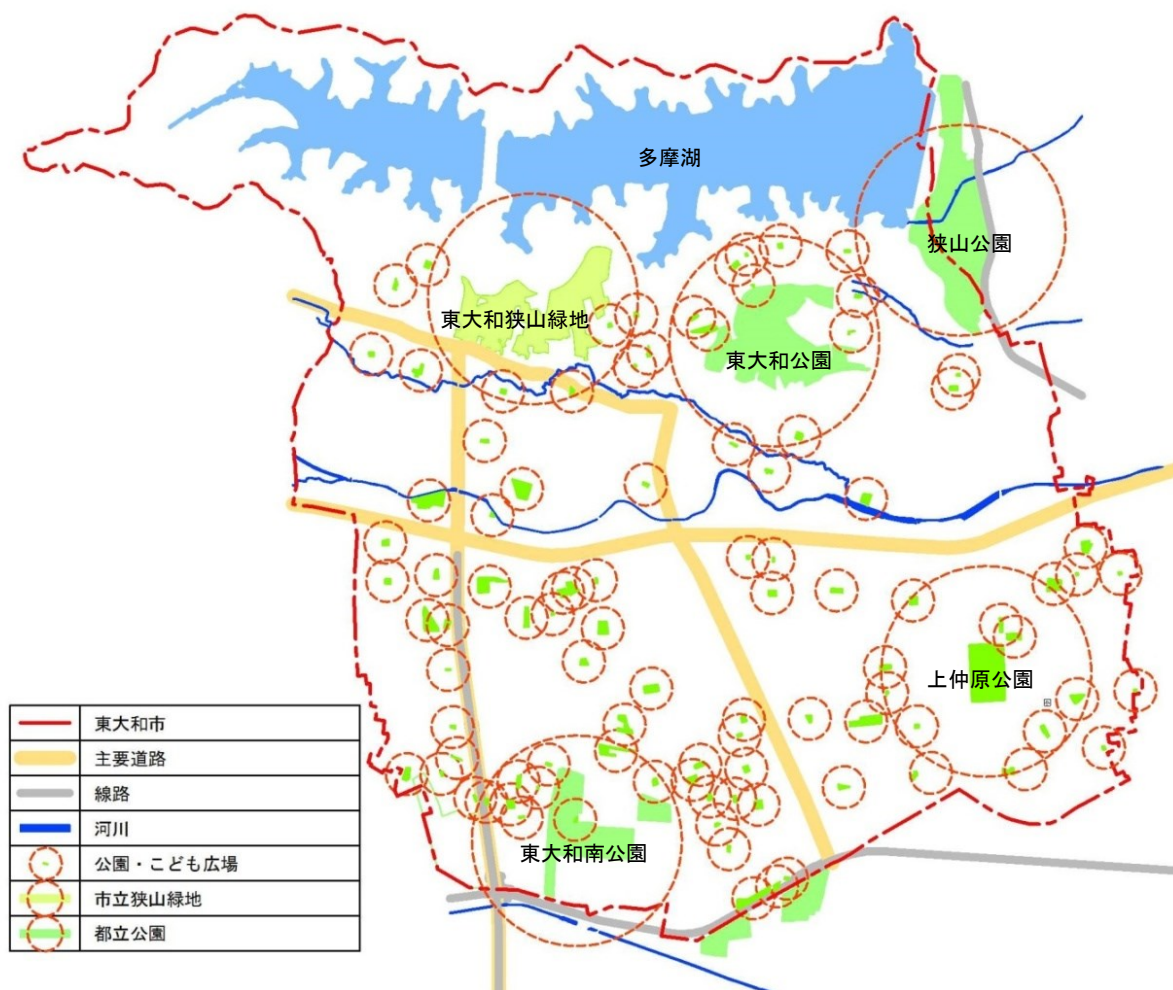 多摩湖
狭山公園
東大和狭山緑地
東大和公園
上仲原公園
東大和南公園
東大和市
主要道路
線路
河川
公園・こども広場
市立狭山緑地
都立公園